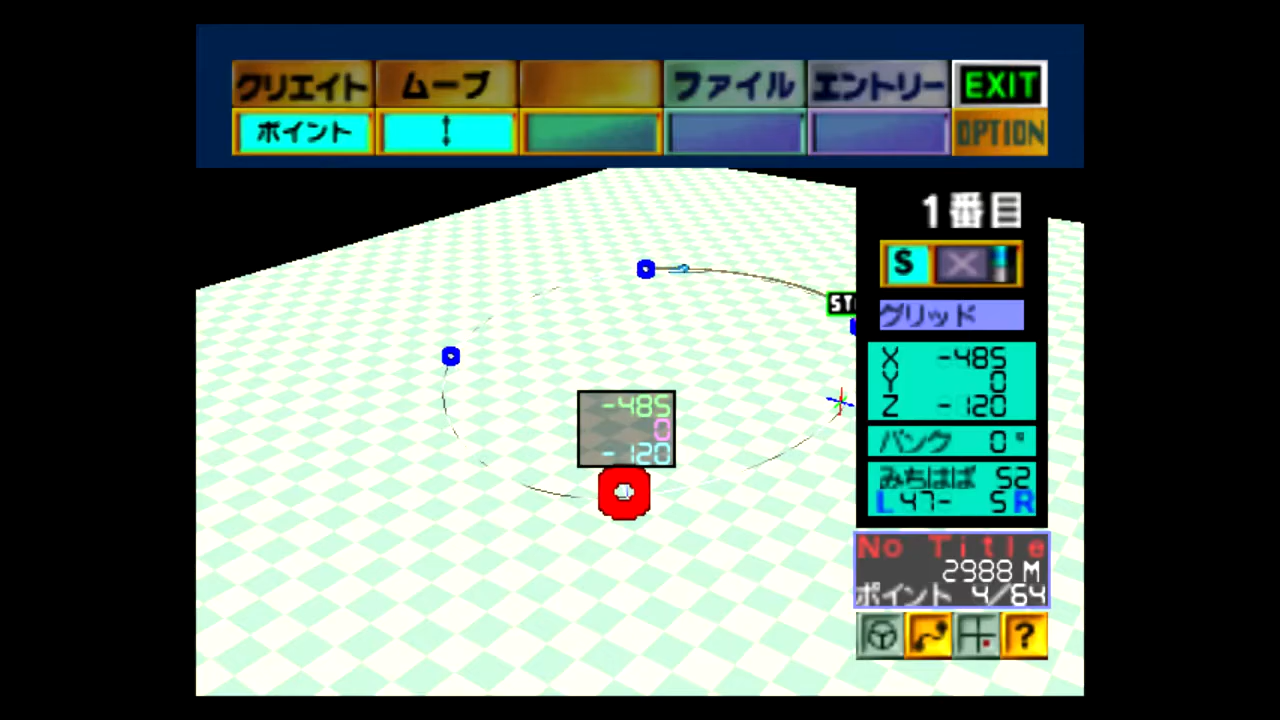 クリエイト ムーブ ファイル エントリー EXIT
ポイント OPTION
1番目
S
グリッド
X -485
Y 0
Z -120
バンク 0°
みちはば 52
L 47- 5 R
ST
-485
0
-120
No Title
2988 M
ポイント 4/64
?